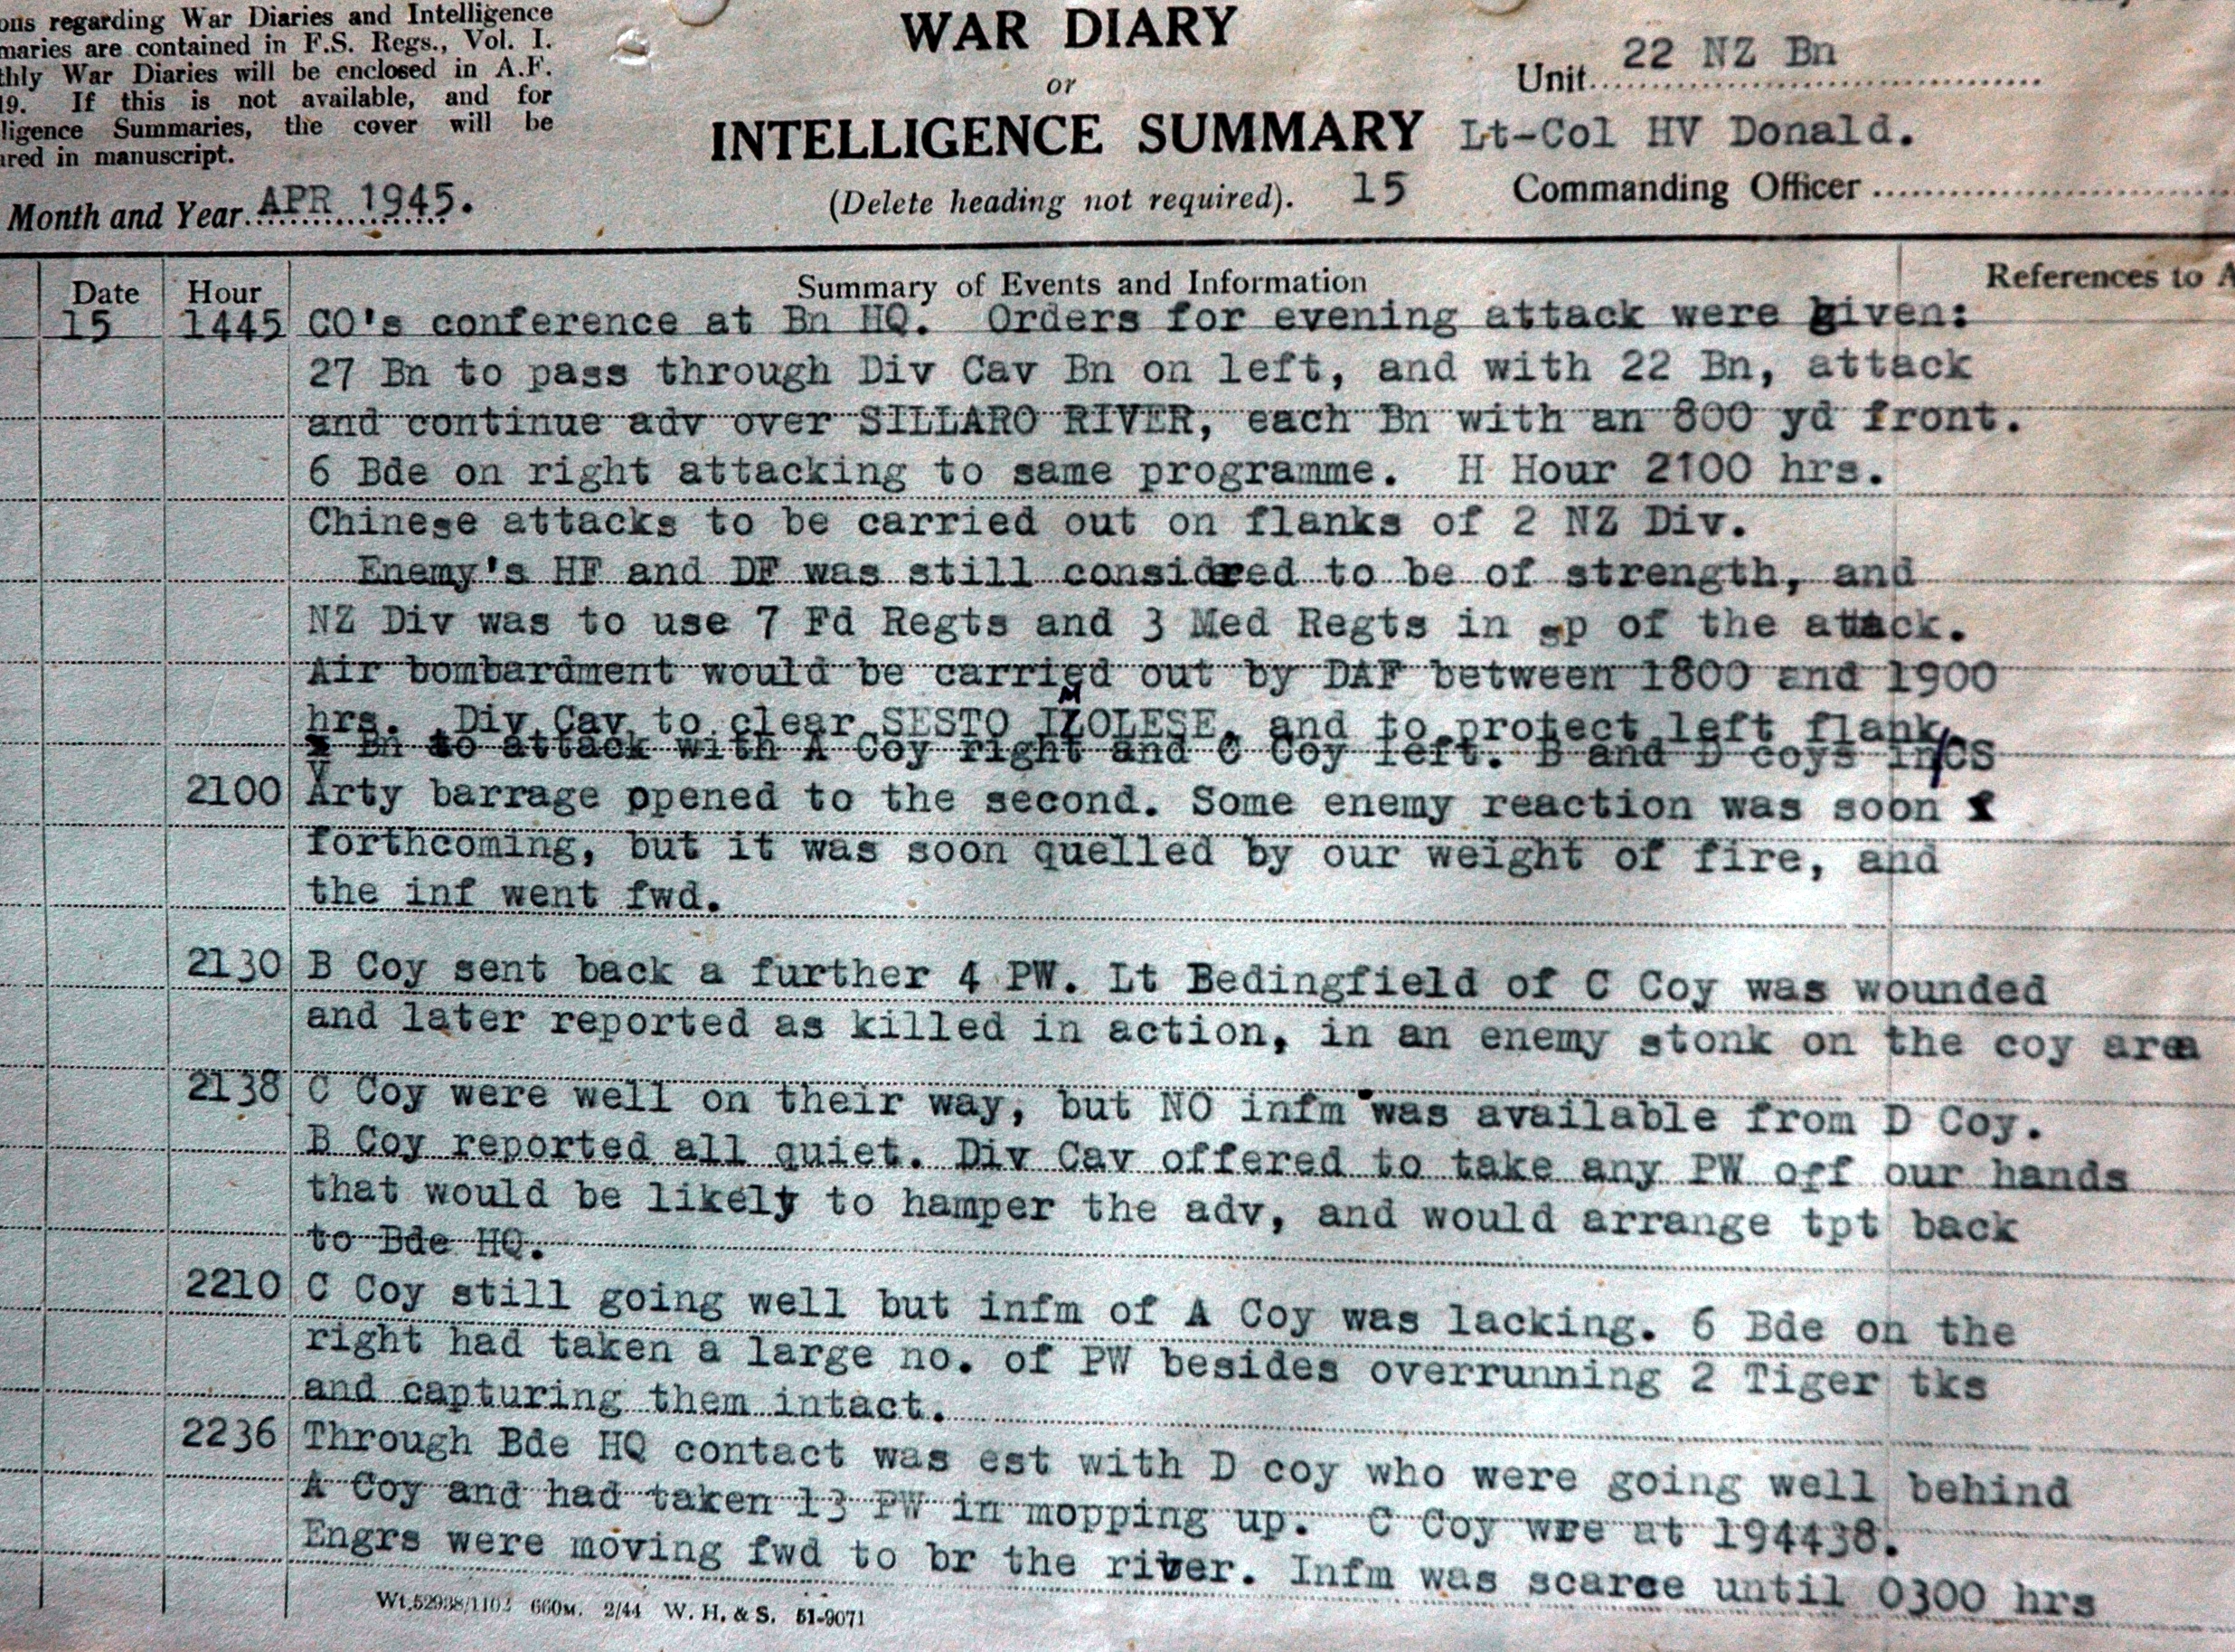 ons regarding War Diaries and Intelligence
maries are contained in F.S. Regs., Vol. I.
thly War Diaries will be enclosed in A.F.
19. If this is not available, and for
ligence Summaries, the cover will be
ared in manuscript.
Month and Year APR 1945.
WAR DIARY
or
INTELLIGENCE SUMMARY
(Delete heading not required). 15
Unit 22 NZ Bn
Lt-Col HV Donald.
Commanding Officer
Date Hour Summary of Events and Information References to A
15 1445 CO's conference at Bn HQ. Orders for evening attack were given:
27 Bn to pass through Div Cav Bn on left, and with 22 Bn, attack
and continue adv over SILLARO RIVER, each Bn with an 800 yd front.
6 Bde on right attacking to same programme. H Hour 2100 hrs.
Chinese attacks to be carried out on flanks of 2 NZ Div.
Enemy's HF and DF was still considred to be of strength, and
NZ Div was to use 7 Fd Regts and 3 Med Regts in sp of the attack.
Air bombardment would be carried out by DAF between 1800 and 1900
hrs. Div Cav to clear SESTO IMOLESE, and to protect left flank
Bn to attack with A Coy right and C Coy left. B and D coys in
2100 Arty barrage opened to the second. Some enemy reaction was soon
forthcoming, but it was soon quelled by our weight of fire, and
the inf went fwd.
2130 B Coy sent back a further 4 PW. Lt Bedingfield of C Coy was wounded
and later reported as killed in action, in an enemy stonk on the coy area
2138 C Coy were well on their way, but NO infm was available from D Coy.
B Coy reported all quiet. Div Cav offered to take any PW off our hands
that would be likely to hamper the adv, and would arrange tpt back
to Bde HQ.
2210 C Coy still going well but infm of A Coy was lacking. 6 Bde on the
right had taken a large no. of PW besides overrunning 2 Tiger tks
and capturing them intact.
2236 Through Bde HQ contact was est with D coy who were going well behind
A Coy and had taken 13 PW in mopping up. C Coy wre at 194438.
Engrs were moving fwd to br the river. Infm was scarce until 0300 hrs
660M. 2/44 W. H. & S. 51-9071